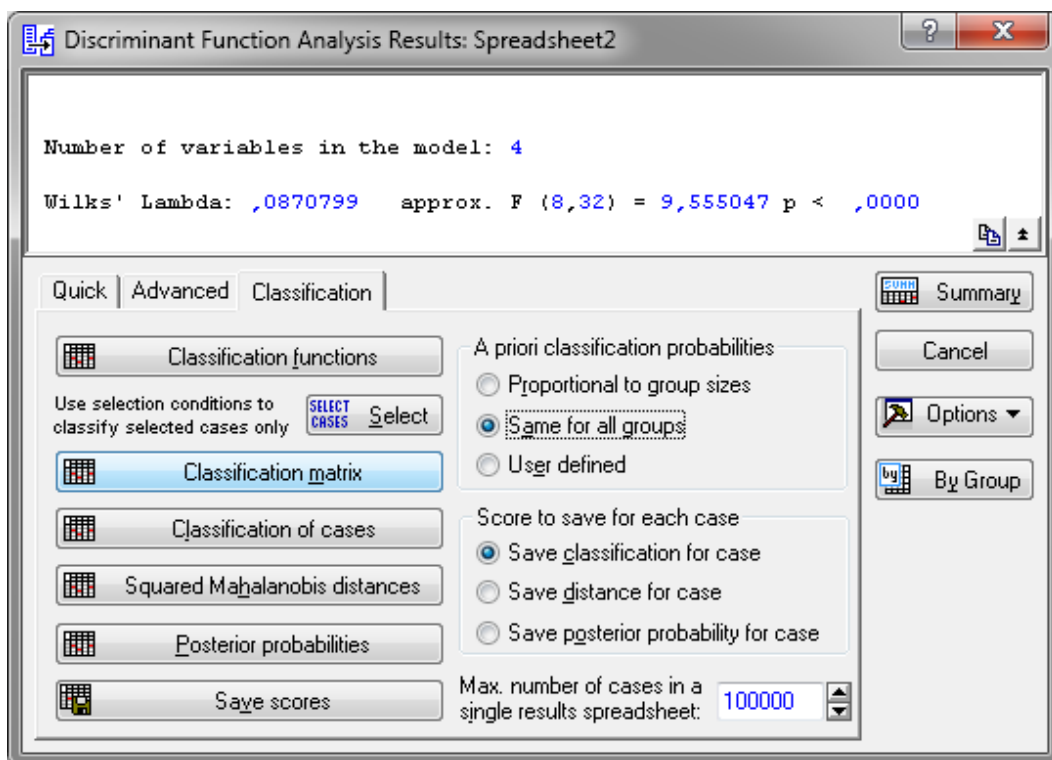 Discriminant Function Analysis Results: Spreadsheet2
?
X
Number of variables in the model: 4
Wilks' Lambda: ,0870799 approx. F (8,32) = 9,555047 p < ,0000
Quick
Advanced
Classification
Classification functions
Use selection conditions to
classify selected cases only
SELECT
CASES
Select
Classification matrix
Classification of cases
Squared Mahalanobis distances
Posterior probabilities
Save scores
A priori classification probabilities
Proportional to group sizes
Same for all groups
User defined
Score to save for each case
Save classification for case
Save distance for case
Save posterior probability for case
Max. number of cases in a
single results spreadsheet:
100000
SUMM
Summary
Cancel
Options
by
By Group